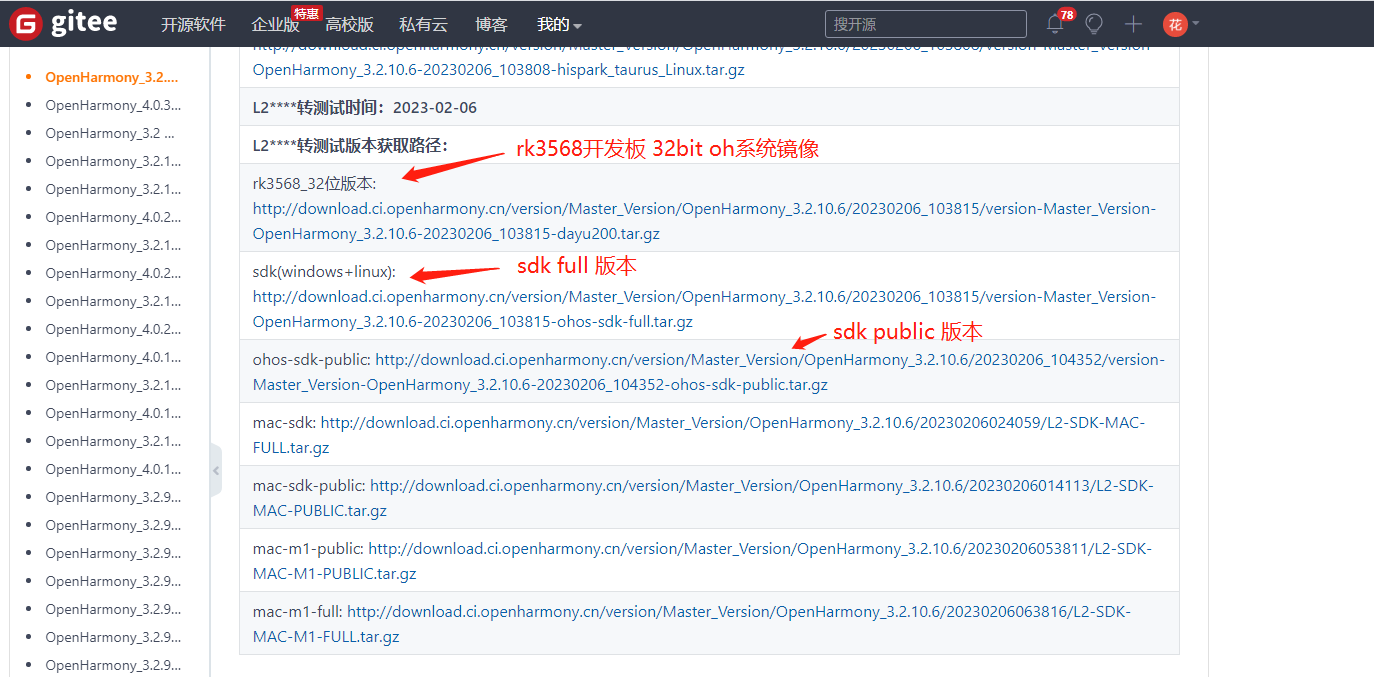 gitee
开源软件
企业版
特惠
高校版
私有云
博客
我的
搜开源
78
花
OpenHarmony_3.2....
OpenHarmony_4.0.3...
OpenHarmony_3.2 ...
OpenHarmony_3.2.1...
OpenHarmony_3.2.1...
OpenHarmony_4.0.2...
OpenHarmony_3.2.1...
OpenHarmony_4.0.2...
OpenHarmony_3.2.1...
OpenHarmony_4.0.2...
OpenHarmony_4.0.1...
OpenHarmony_3.2.1...
OpenHarmony_4.0.1...
OpenHarmony_3.2.1...
OpenHarmony_4.0.1...
OpenHarmony_3.2.9...
OpenHarmony_3.2.9...
OpenHarmony_3.2.9...
OpenHarmony_3.2.9...
OpenHarmony_3.2.9...
OpenHarmony_3.2.9...
OpenHarmony_3.2.9...
OpenHarmony_3.2.10.6-20230206_103808-hispark_taurus_Linux.tar.gz
L2****转测试时间：2023-02-06
L2****转测试版本获取路径：
rk3568开发板 32bit oh系统镜像
rk3568_32位版本:
http://download.ci.openharmony.cn/version/Master_Version/OpenHarmony_3.2.10.6/20230206_103815/version-Master_Version-
OpenHarmony_3.2.10.6-20230206_103815-dayu200.tar.gz
sdk(windows+linux):
sdk full 版本
http://download.ci.openharmony.cn/version/Master_Version/OpenHarmony_3.2.10.6/20230206_103815/version-Master_Version-
OpenHarmony_3.2.10.6-20230206_103815-ohos-sdk-full.tar.gz
sdk public 版本
ohos-sdk-public: http://download.ci.openharmony.cn/version/Master_Version/OpenHarmony_3.2.10.6/20230206_104352/version-
Master_Version-OpenHarmony_3.2.10.6-20230206_104352-ohos-sdk-public.tar.gz
mac-sdk: http://download.ci.openharmony.cn/version/Master_Version/OpenHarmony_3.2.10.6/20230206024059/L2-SDK-MAC-
FULL.tar.gz
mac-sdk-public: http://download.ci.openharmony.cn/version/Master_Version/OpenHarmony_3.2.10.6/20230206014113/L2-SDK-
MAC-PUBLIC.tar.gz
mac-m1-public: http://download.ci.openharmony.cn/version/Master_Version/OpenHarmony_3.2.10.6/20230206053811/L2-SDK-
MAC-M1-PUBLIC.tar.gz
mac-m1-full: http://download.ci.openharmony.cn/version/Master_Version/OpenHarmony_3.2.10.6/20230206063816/L2-SDK-
MAC-M1-FULL.tar.gz